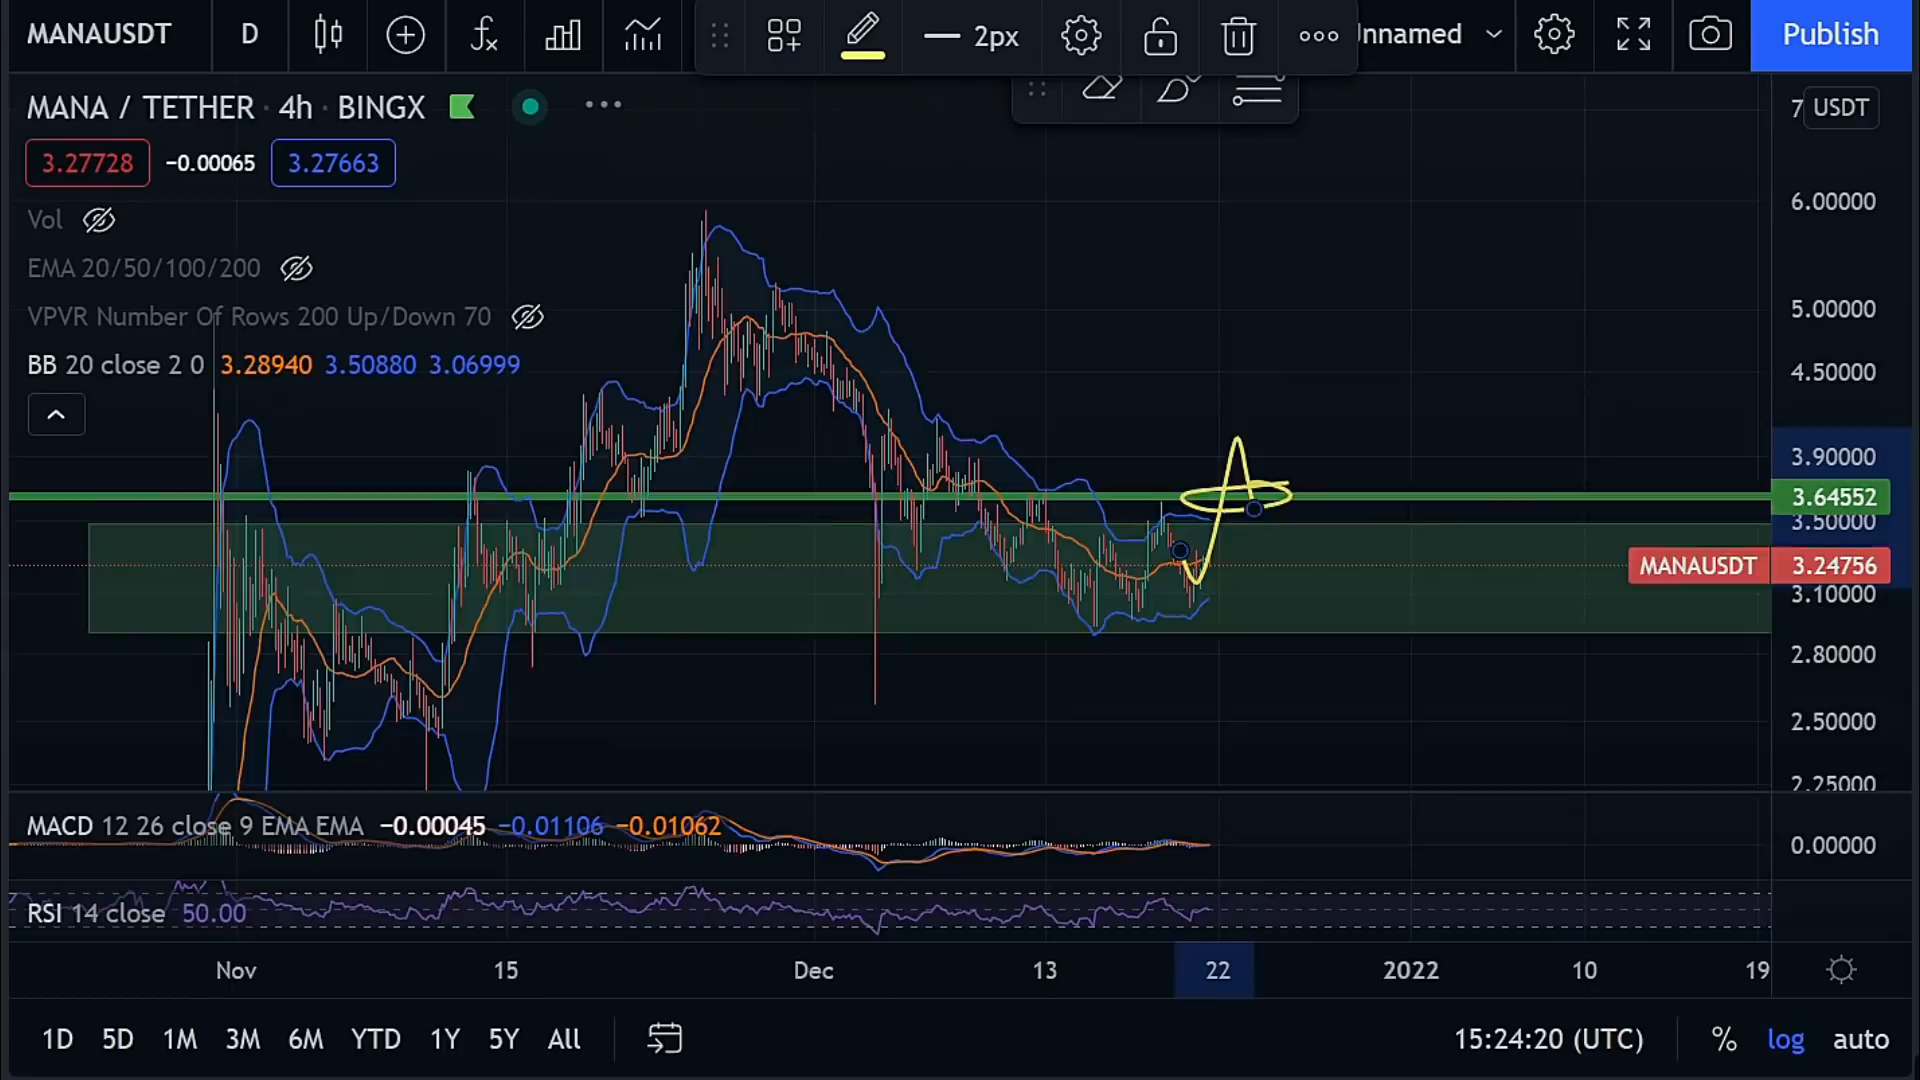 MANAUSDT D 2px Unnamed Publish
MANA / TETHER · 4h · BINGX
7 USDT
3.27728 −0.00065 3.27663
Vol
EMA 20/50/100/200
VPVR Number Of Rows 200 Up/Down 70
BB 20 close 2 0 3.28940 3.50880 3.06999
6.00000
5.00000
4.50000
3.90000
3.64552
3.50000
MANAUSDT 3.24756
3.10000
2.80000
2.50000
2.25000
MACD 12 26 close 9 EMA EMA −0.00045 −0.01106 −0.01062
0.00000
RSI 14 close 50.00
Nov 15 Dec 13 22 2022 10 19
1D 5D 1M 3M 6M YTD 1Y 5Y All 15:24:20 (UTC) % log auto